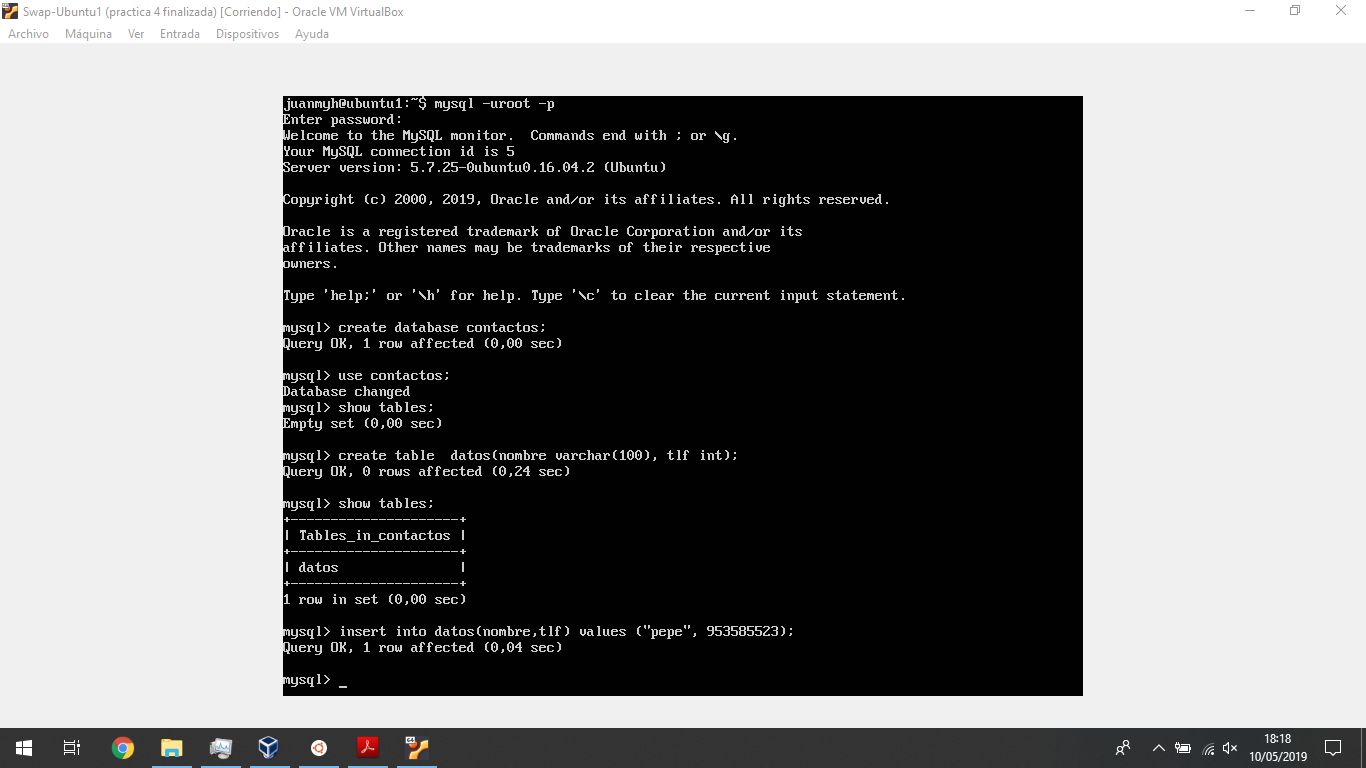 Swap-Ubuntu1 (practica 4 finalizada) [Corriendo] - Oracle VM VirtualBox
Archivo Máquina Ver Entrada Dispositivos Ayuda
juanmyh@ubuntu1:~$ mysql -uroot -p
Enter password:
Welcome to the MySQL monitor.  Commands end with ; or \g.
Your MySQL connection id is 5
Server version: 5.7.25-0ubuntu0.16.04.2 (Ubuntu)
Copyright (c) 2000, 2019, Oracle and/or its affiliates. All rights reserved.
Oracle is a registered trademark of Oracle Corporation and/or its
affiliates. Other names may be trademarks of their respective
owners.
Type 'help;' or '\h' for help. Type '\c' to clear the current input statement.
mysql> create database contactos;
Query OK, 1 row affected (0,00 sec)
mysql> use contactos;
Database changed
mysql> show tables;
Empty set (0,00 sec)
mysql> create table  datos(nombre varchar(100), tlf int);
Query OK, 0 rows affected (0,24 sec)
mysql> show tables;
+---------------------+
| Tables_in_contactos |
+---------------------+
| datos               |
+---------------------+
1 row in set (0,00 sec)
mysql> insert into datos(nombre,tlf) values ("pepe", 953585523);
Query OK, 1 row affected (0,04 sec)
mysql> _
18:18
10/05/2019